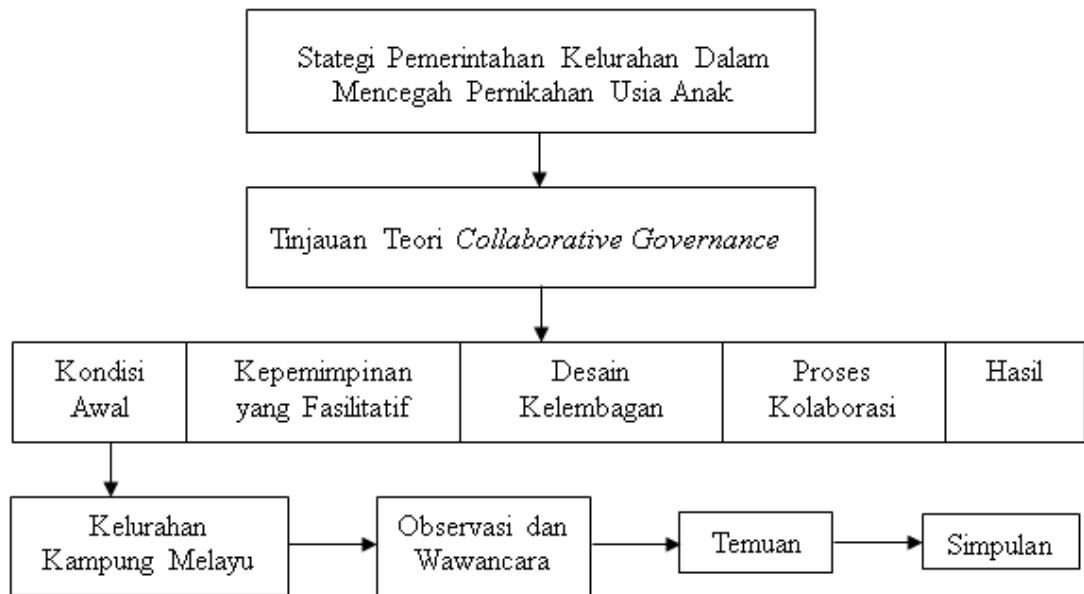 Stategi Pemerintahan Kelurahan Dalam
Mencegah Pernikahan Usia Anak
Tinjauan Teori Collaborative Governance
Kondisi
Awal
Kepemimpinan
yang Fasilitatif
Desain
Kelembagan
Proses
Kolaborasi
Hasil
Kelurahan
Kampung Melayu
Observasi dan
Wawancara
Temuan
Simpulan